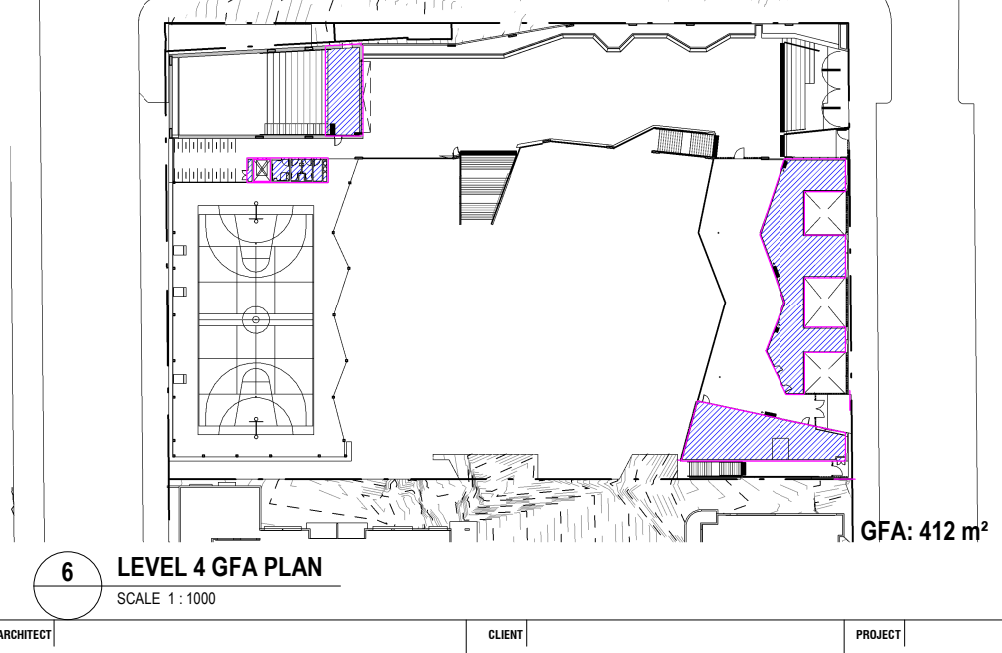 GFA: 412 m²
6
LEVEL 4 GFA PLAN
SCALE 1 : 1000
ARCHITECT
CLIENT
PROJECT